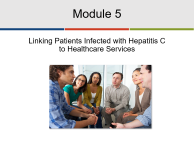 Module 5
Linking Patients Infected with Hepatitis C
to Healthcare Services